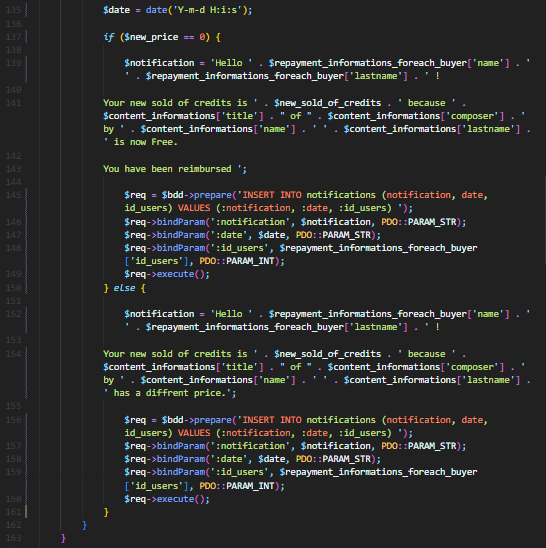 135 $date = date('Y-m-d H:i:s');
136
137 if ($new_price == 0) {
138
139 $notification = 'Hello ' . $repayment_informations_foreach_buyer['name'] . '
' . $repayment_informations_foreach_buyer['lastname'] . ' !
140
141 Your new sold of credits is ' . $new_sold_of_credits . ' because ' .
$content_informations['title'] . " of " . $content_informations['composer'] . '
by ' . $content_informations['name'] . ' ' . $content_informations['lastname'] .
' is now Free.
142
143 You have been reimbursed ';
144
145 $req = $bdd->prepare('INSERT INTO notifications (notification, date,
id_users) VALUES (:notification, :date, :id_users) ');
146 $req->bindParam(':notification', $notification, PDO::PARAM_STR);
147 $req->bindParam(':date', $date, PDO::PARAM_STR);
148 $req->bindParam(':id_users', $repayment_informations_foreach_buyer
['id_users'], PDO::PARAM_INT);
149 $req->execute();
150 } else {
151
152 $notification = 'Hello ' . $repayment_informations_foreach_buyer['name'] . '
' . $repayment_informations_foreach_buyer['lastname'] . ' !
153
154 Your new sold of credits is ' . $new_sold_of_credits . ' because ' .
$content_informations['title'] . " of " . $content_informations['composer'] . '
by ' . $content_informations['name'] . ' ' . $content_informations['lastname'] .
' has a diffrent price.';
155
156 $req = $bdd->prepare('INSERT INTO notifications (notification, date,
id_users) VALUES (:notification, :date, :id_users) ');
157 $req->bindParam(':notification', $notification, PDO::PARAM_STR);
158 $req->bindParam(':date', $date, PDO::PARAM_STR);
159 $req->bindParam(':id_users', $repayment_informations_foreach_buyer
['id_users'], PDO::PARAM_INT);
160 $req->execute();
161 }
162 }
163 }